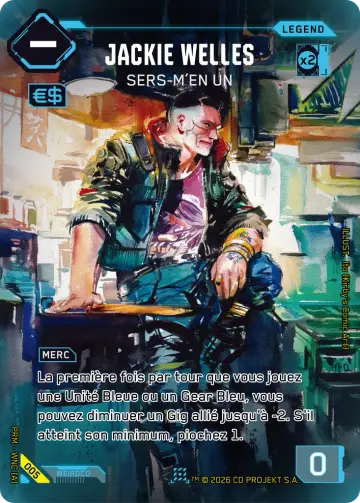 LEGEND
JACKIE WELLES
x2
SERS-M'EN UN
€$
MERC
La première fois par tour que vous jouez
une Unité Bleue ou un Gear Bleu, vous
pouvez diminuer un Gig allié jusqu'à -2. S'il
atteint son minimum, piochez 1.
005
WEIRDCO
™ © 2026 CD PROJEKT S.A.
0